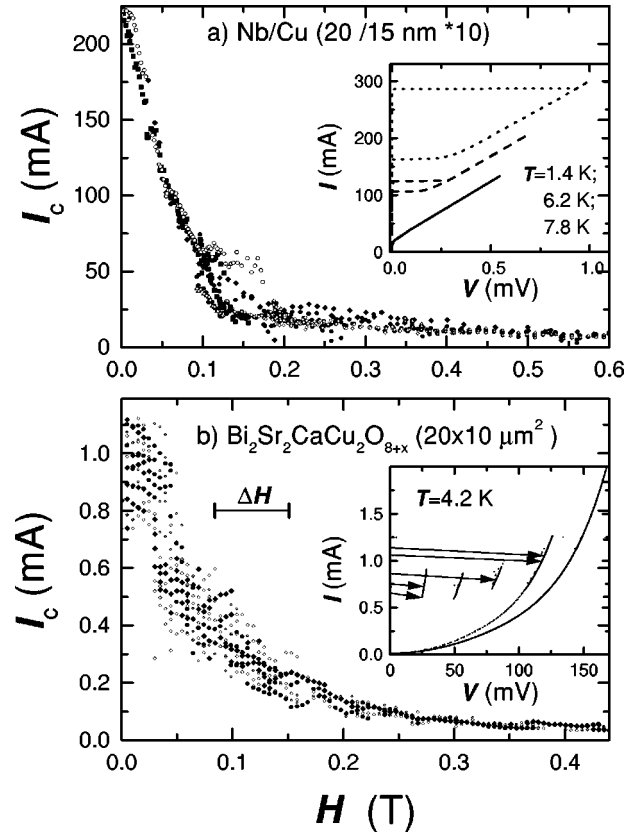 a) Nb/Cu (20 /15 nm *10)
225
200
150
100
50
0
I_c (mA)
0.0 0.1 0.2 0.3 0.4 0.5 0.6
300
200
100
0
I (mA)
T=1.4 K;
6.2 K;
7.8 K
0.0 0.5 1.0
V (mV)
b) Bi2Sr2CaCu2O8+x (20x10 μm²)
ΔH
1.0
0.8
0.6
0.4
0.2
0.0
I_c (mA)
T=4.2 K
2.0
1.5
1.0
0.5
0.0
I (mA)
0 50 100 150
V (mV)
0.0 0.1 0.2 0.3 0.4
H (T)